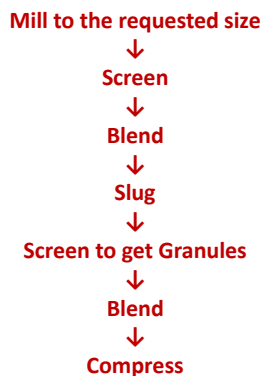 Mill to the requested size
↓
Screen
↓
Blend
↓
Slug
↓
Screen to get Granules
↓
Blend
↓
Compress